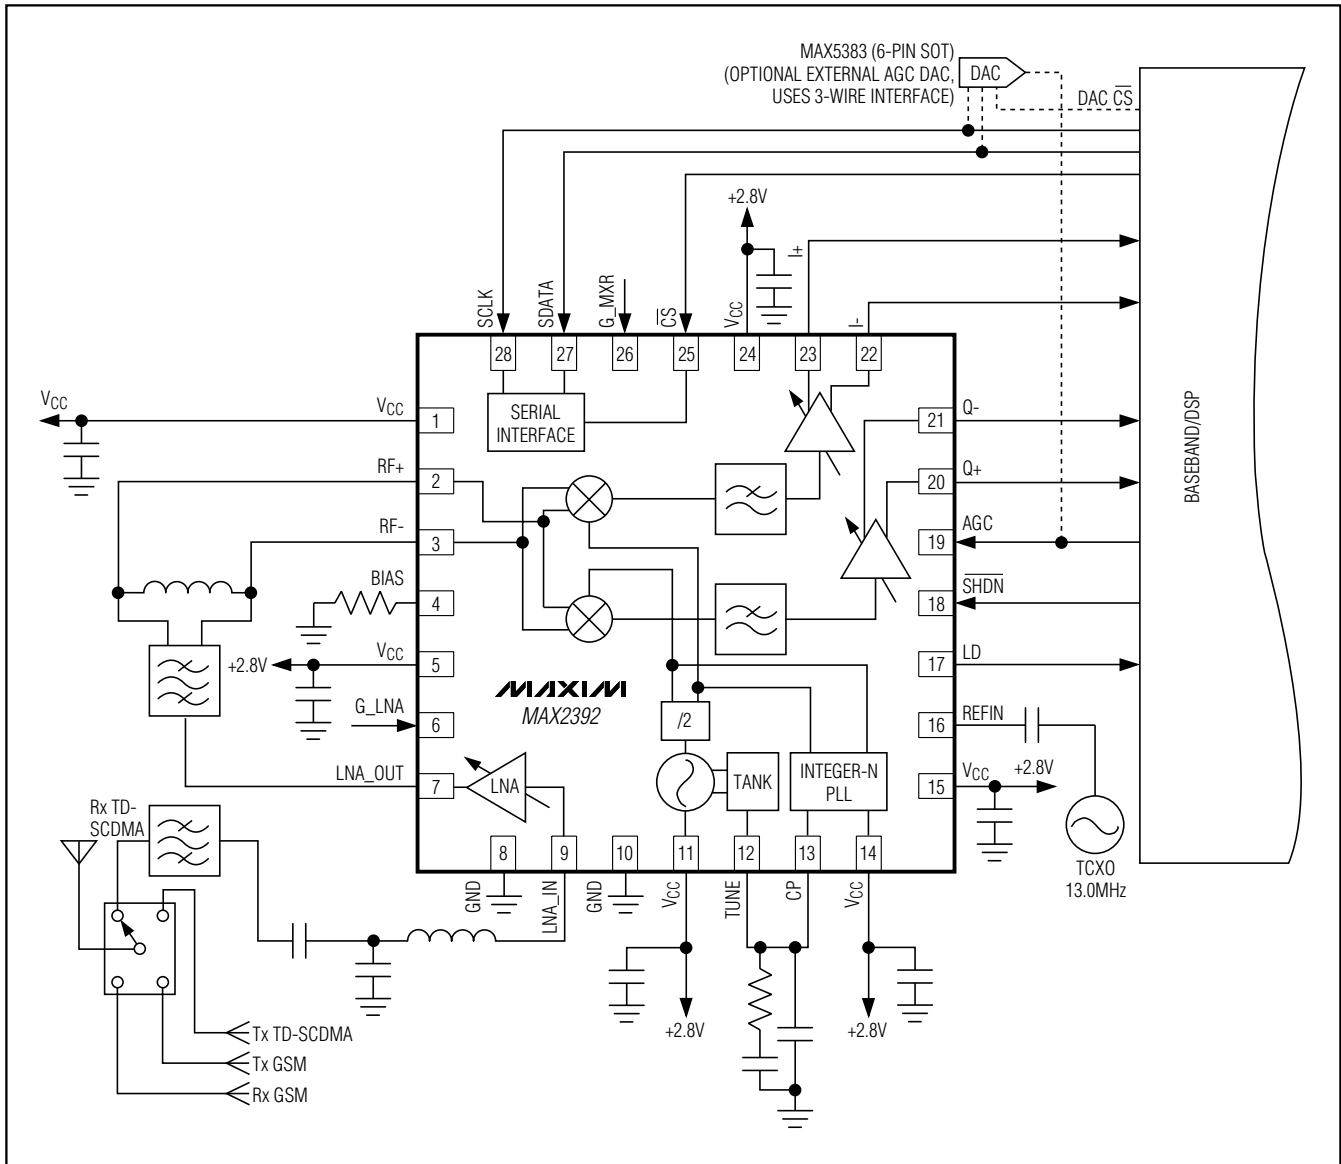 MAX5383 (6-PIN SOT)
(OPTIONAL EXTERNAL AGC DAC,
USES 3-WIRE INTERFACE)
DAC
DAC C̅S̅
+2.8V
SCLK
SDATA
G_MXR
C̅S̅
VCC
I+
I-
28
27
26
25
24
23
22
VCC
VCC
1
SERIAL
INTERFACE
21
Q-
RF+
2
20
Q+
BASEBAND/DSP
RF-
3
19
AGC
BIAS
4
18
S̅H̅D̅N̅
+2.8V
VCC
5
17
LD
MAXIM
MAX2392
G_LNA
6
/2
16
REFIN
LNA_OUT
7
LNA
TANK
INTEGER-N
PLL
15
VCC
+2.8V
Rx TD-
SCDMA
TCXO
13.0MHz
8
9
10
11
12
13
14
GND
LNA_IN
GND
VCC
TUNE
CP
VCC
+2.8V
+2.8V
Tx TD-SCDMA
Tx GSM
Rx GSM